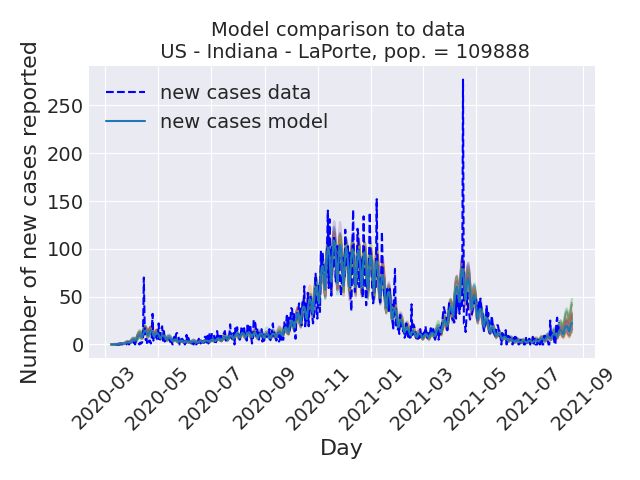 Model comparison to data
US - Indiana - LaPorte, pop. = 109888
new cases data
new cases model
Number of new cases reported
250
200
150
100
50
0
2020-03
2020-05
2020-07
2020-09
2020-11
2021-01
2021-03
2021-05
2021-07
2021-09
Day